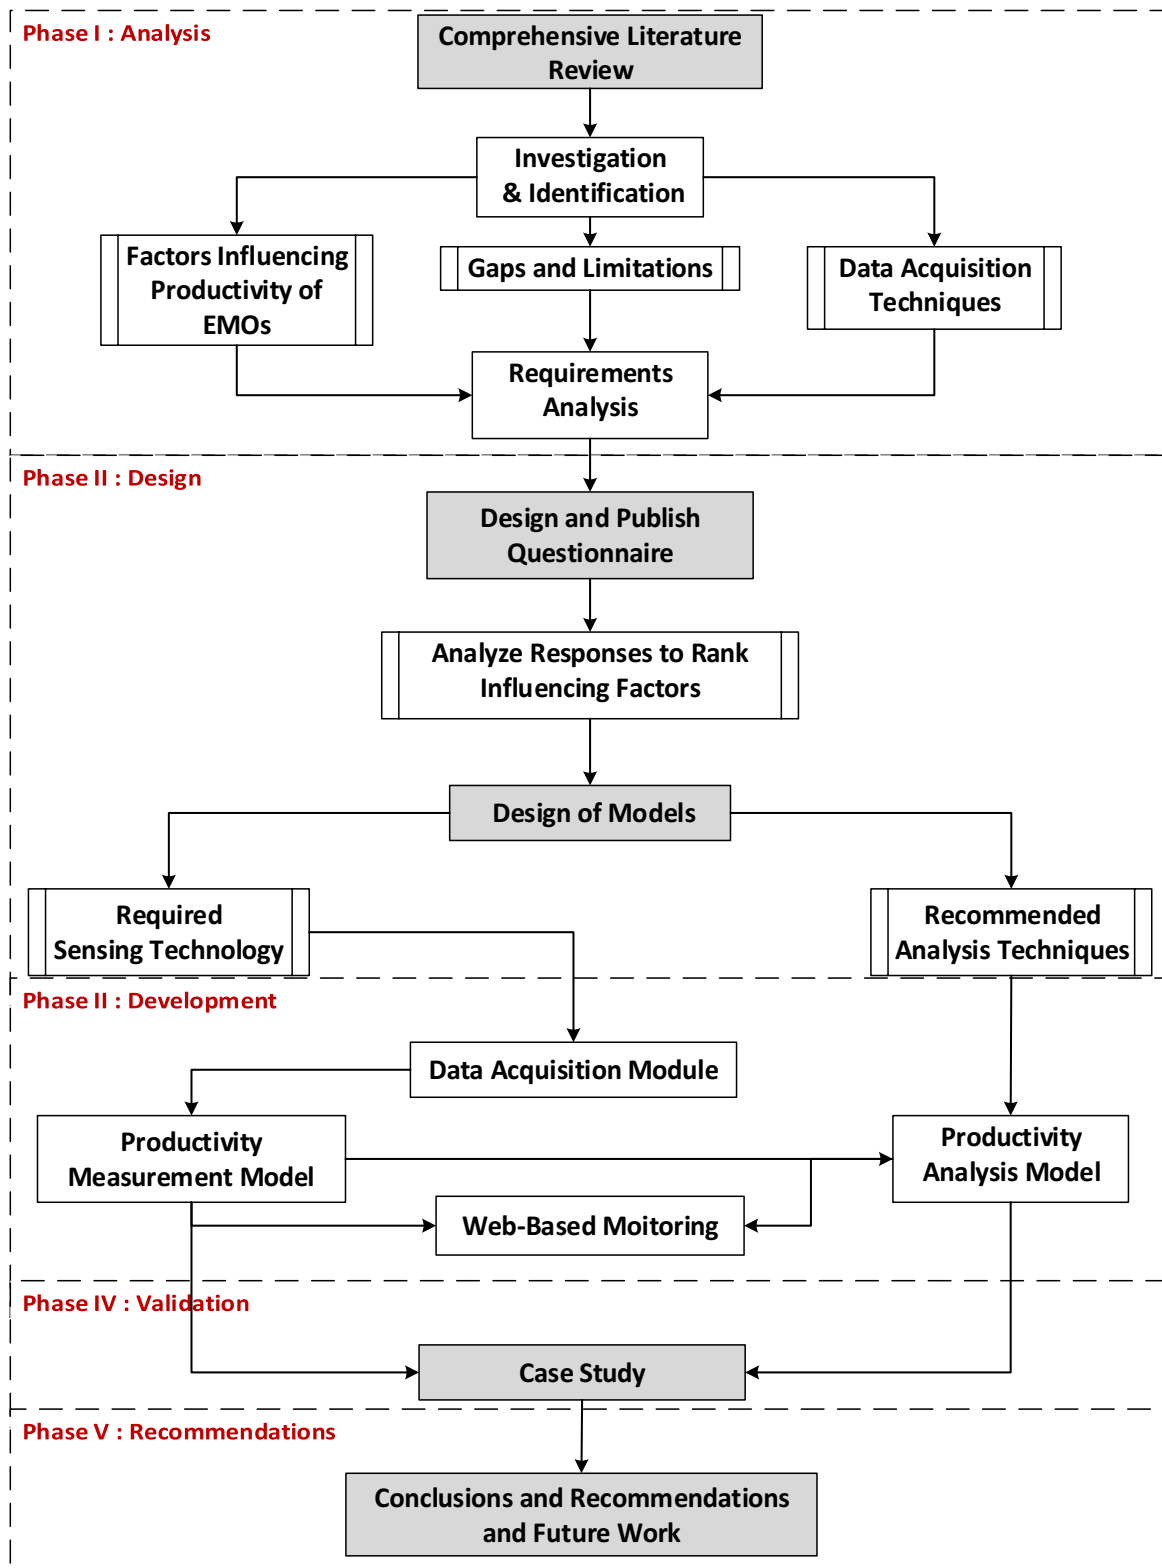 Phase I : Analysis
Comprehensive Literature
Review
Investigation
& Identification
Factors Influencing
Productivity of
EMOs
Gaps and Limitations
Data Acquisition
Techniques
Requirements
Analysis
Phase II : Design
Design and Publish
Questionnaire
Analyze Responses to Rank
Influencing Factors
Design of Models
Required
Sensing Technology
Recommended
Analysis Techniques
Phase II : Development
Data Acquisition Module
Productivity
Measurement Model
Productivity
Analysis Model
Web-Based Moitoring
Phase IV : Validation
Case Study
Phase V : Recommendations
Conclusions and Recommendations
and Future Work